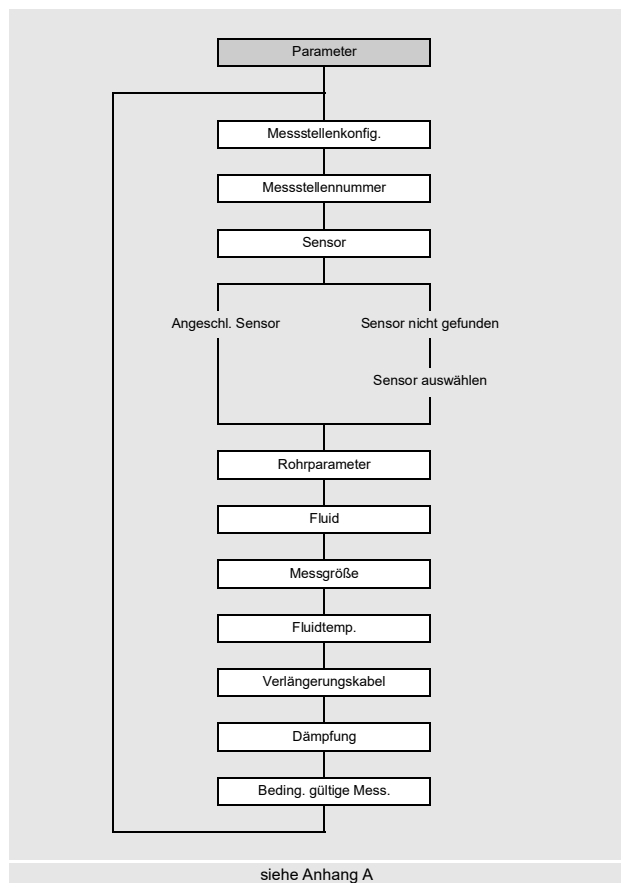 Parameter
Messstellenkonfig.
Messstellennummer
Sensor
Angeschl. Sensor
Sensor nicht gefunden
Sensor auswählen
Rohrparameter
Fluid
Messgröße
Fluidtemp.
Verlängerungskabel
Dämpfung
Beding. gültige Mess.
siehe Anhang A